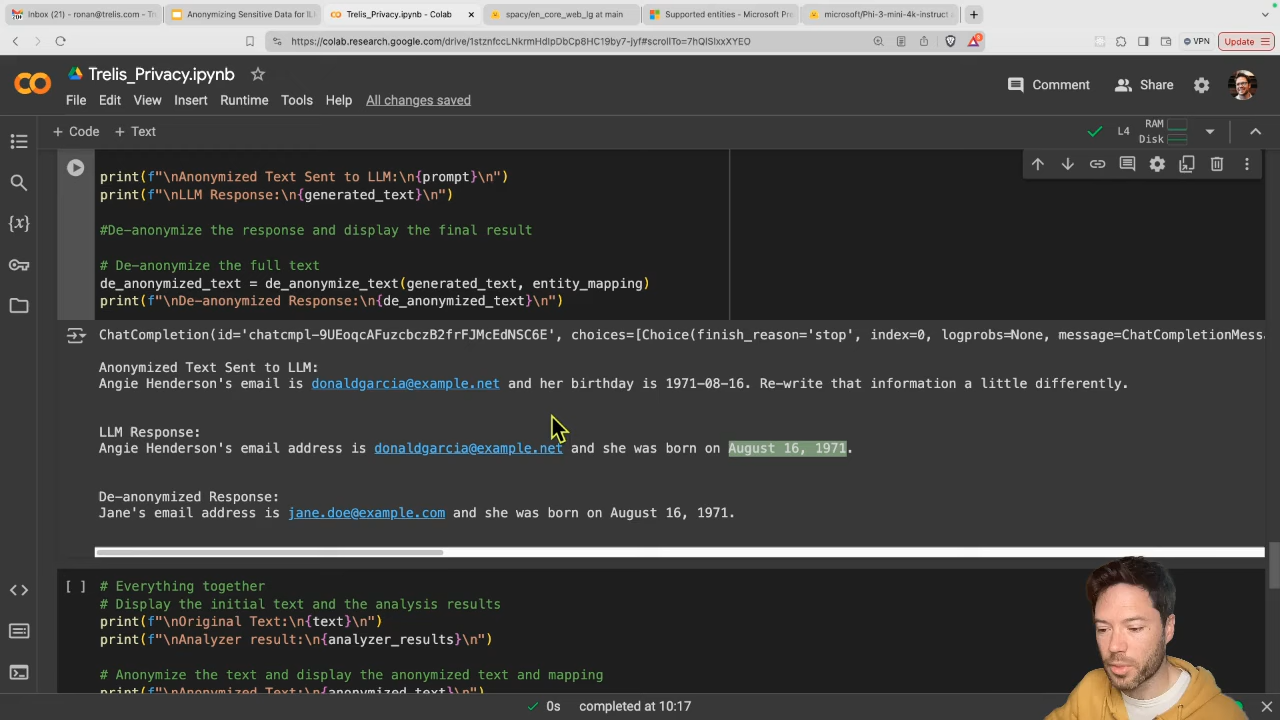 Inbox (21) - ronan@trelis.com - T
Anonymizing Sensitive Data for LL
Trelis_Privacy.ipynb - Colab
spacy/en_core_web_lg at main
Supported entities - Microsoft Pre
microsoft/Phi-3-mini-4k-instruct
https://colab.research.google.com/drive/1stznfccLNkrmHdIpDbCp8HC19by7-jyf#scrollTo=7hQISIxxXYEO
VPN
Update
Trelis_Privacy.ipynb
Comment
Share
File Edit View Insert Runtime Tools Help All changes saved
+ Code + Text
L4
RAM
Disk
print(f"\nAnonymized Text Sent to LLM:\n{prompt}\n")
print(f"\nLLM Response:\n{generated_text}\n")
#De-anonymize the response and display the final result
# De-anonymize the full text
de_anonymized_text = de_anonymize_text(generated_text, entity_mapping)
print(f"\nDe-anonymized Response:\n{de_anonymized_text}\n")
ChatCompletion(id='chatcmpl-9UEoqcAFuzcbczB2frFJMcEdNSC6E', choices=[Choice(finish_reason='stop', index=0, logprobs=None, message=ChatCompletionMess
Anonymized Text Sent to LLM:
Angie Henderson's email is donaldgarcia@example.net and her birthday is 1971-08-16. Re-write that information a little differently.
LLM Response:
Angie Henderson's email address is donaldgarcia@example.net and she was born on August 16, 1971.
De-anonymized Response:
Jane's email address is jane.doe@example.com and she was born on August 16, 1971.
[ ] # Everything together
# Display the initial text and the analysis results
print(f"\nOriginal Text:\n{text}\n")
print(f"\nAnalyzer result:\n{analyzer_results}\n")
# Anonymize the text and display the anonymized text and mapping
print(f"\nAnonymized Text:\n{anonymized_text}\n")
0s completed at 10:17